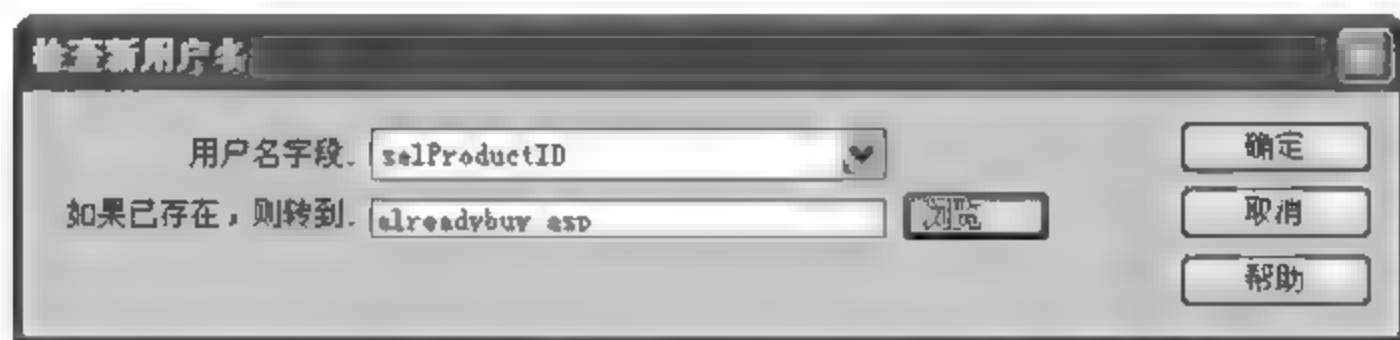 检查新用户名
用户名字段: selProductID
确定
如果已存在，则转到: alreadybuy asp
浏览
取消
帮助